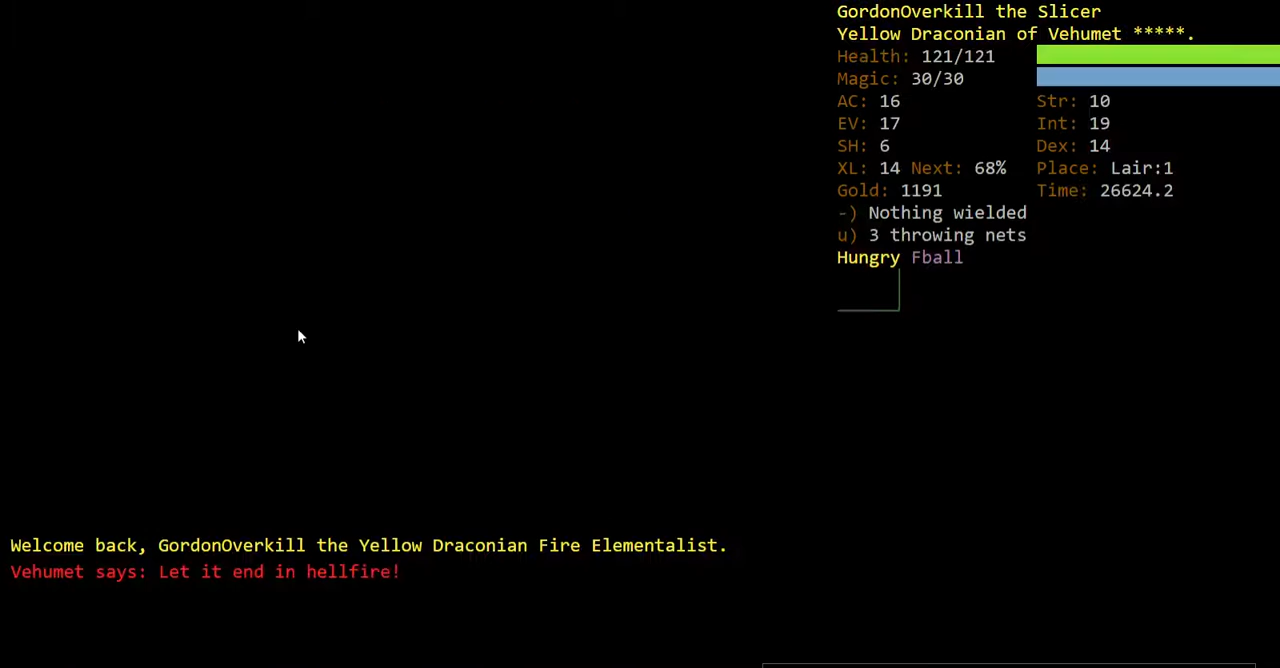 GordonOverkill the Slicer
Yellow Draconian of Vehumet *****.
Health: 121/121
Magic: 30/30
AC: 16 Str: 10
EV: 17 Int: 19
SH: 6 Dex: 14
XL: 14 Next: 68% Place: Lair:1
Gold: 1191 Time: 26624.2
-) Nothing wielded
u) 3 throwing nets
Hungry Fball
Welcome back, GordonOverkill the Yellow Draconian Fire Elementalist.
Vehumet says: Let it end in hellfire!